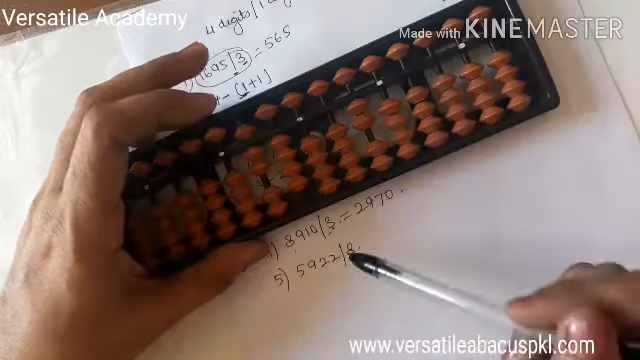 Versatile Academy
Made with KINEMASTER
4 digits/1
1695|3 = 565
- (1+1)
) 8910|3 = 2970.
5) 5922|8
www.versatileabacuspkl.com